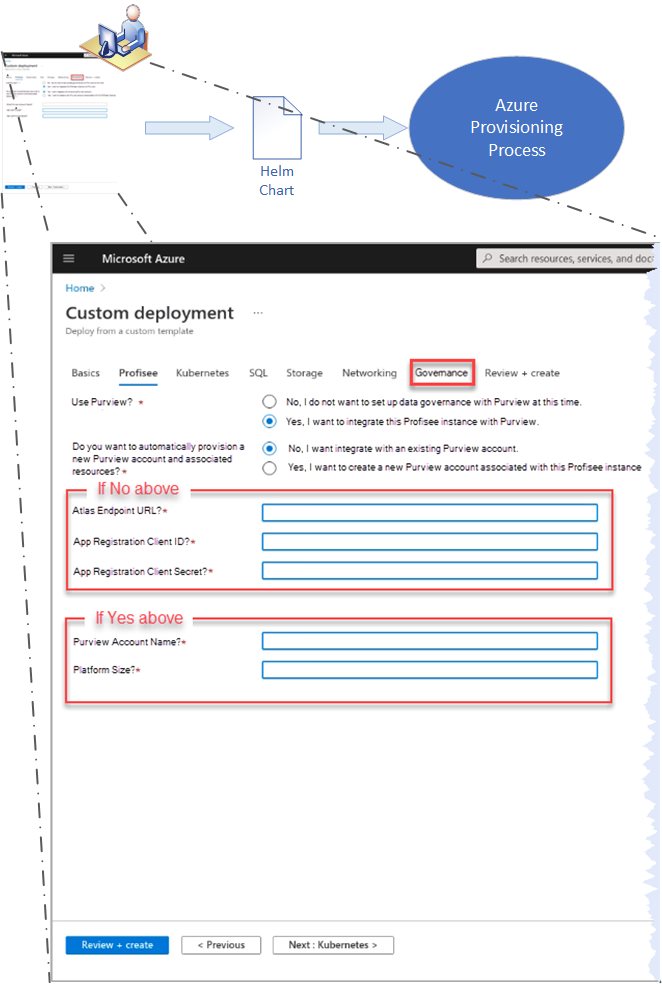 Microsoft Azure
Custom deployment
Azure
Provisioning
Process
Helm
Chart
Microsoft Azure
Search resources, services, and doc
Home >
Custom deployment ...
Deploy from a custom template
Basics Profisee Kubernetes SQL Storage Networking Governance Review + create
Use Purview? *
No, I do not want to set up data governance with Purview at this time.
Yes, I want to integrate this Profisee instance with Purview.
Do you want to automatically provision a
new Purview account and associated
resources? *
No, I want integrate with an existing Purview account.
Yes, I want to create a new Purview account associated with this Profisee instance
If No above
Atlas Endpoint URL?*
App Registration Client ID?*
App Registration Client Secret?*
If Yes above
Purview Account Name?*
Platform Size?*
Review + create
< Previous
Next : Kubernetes >